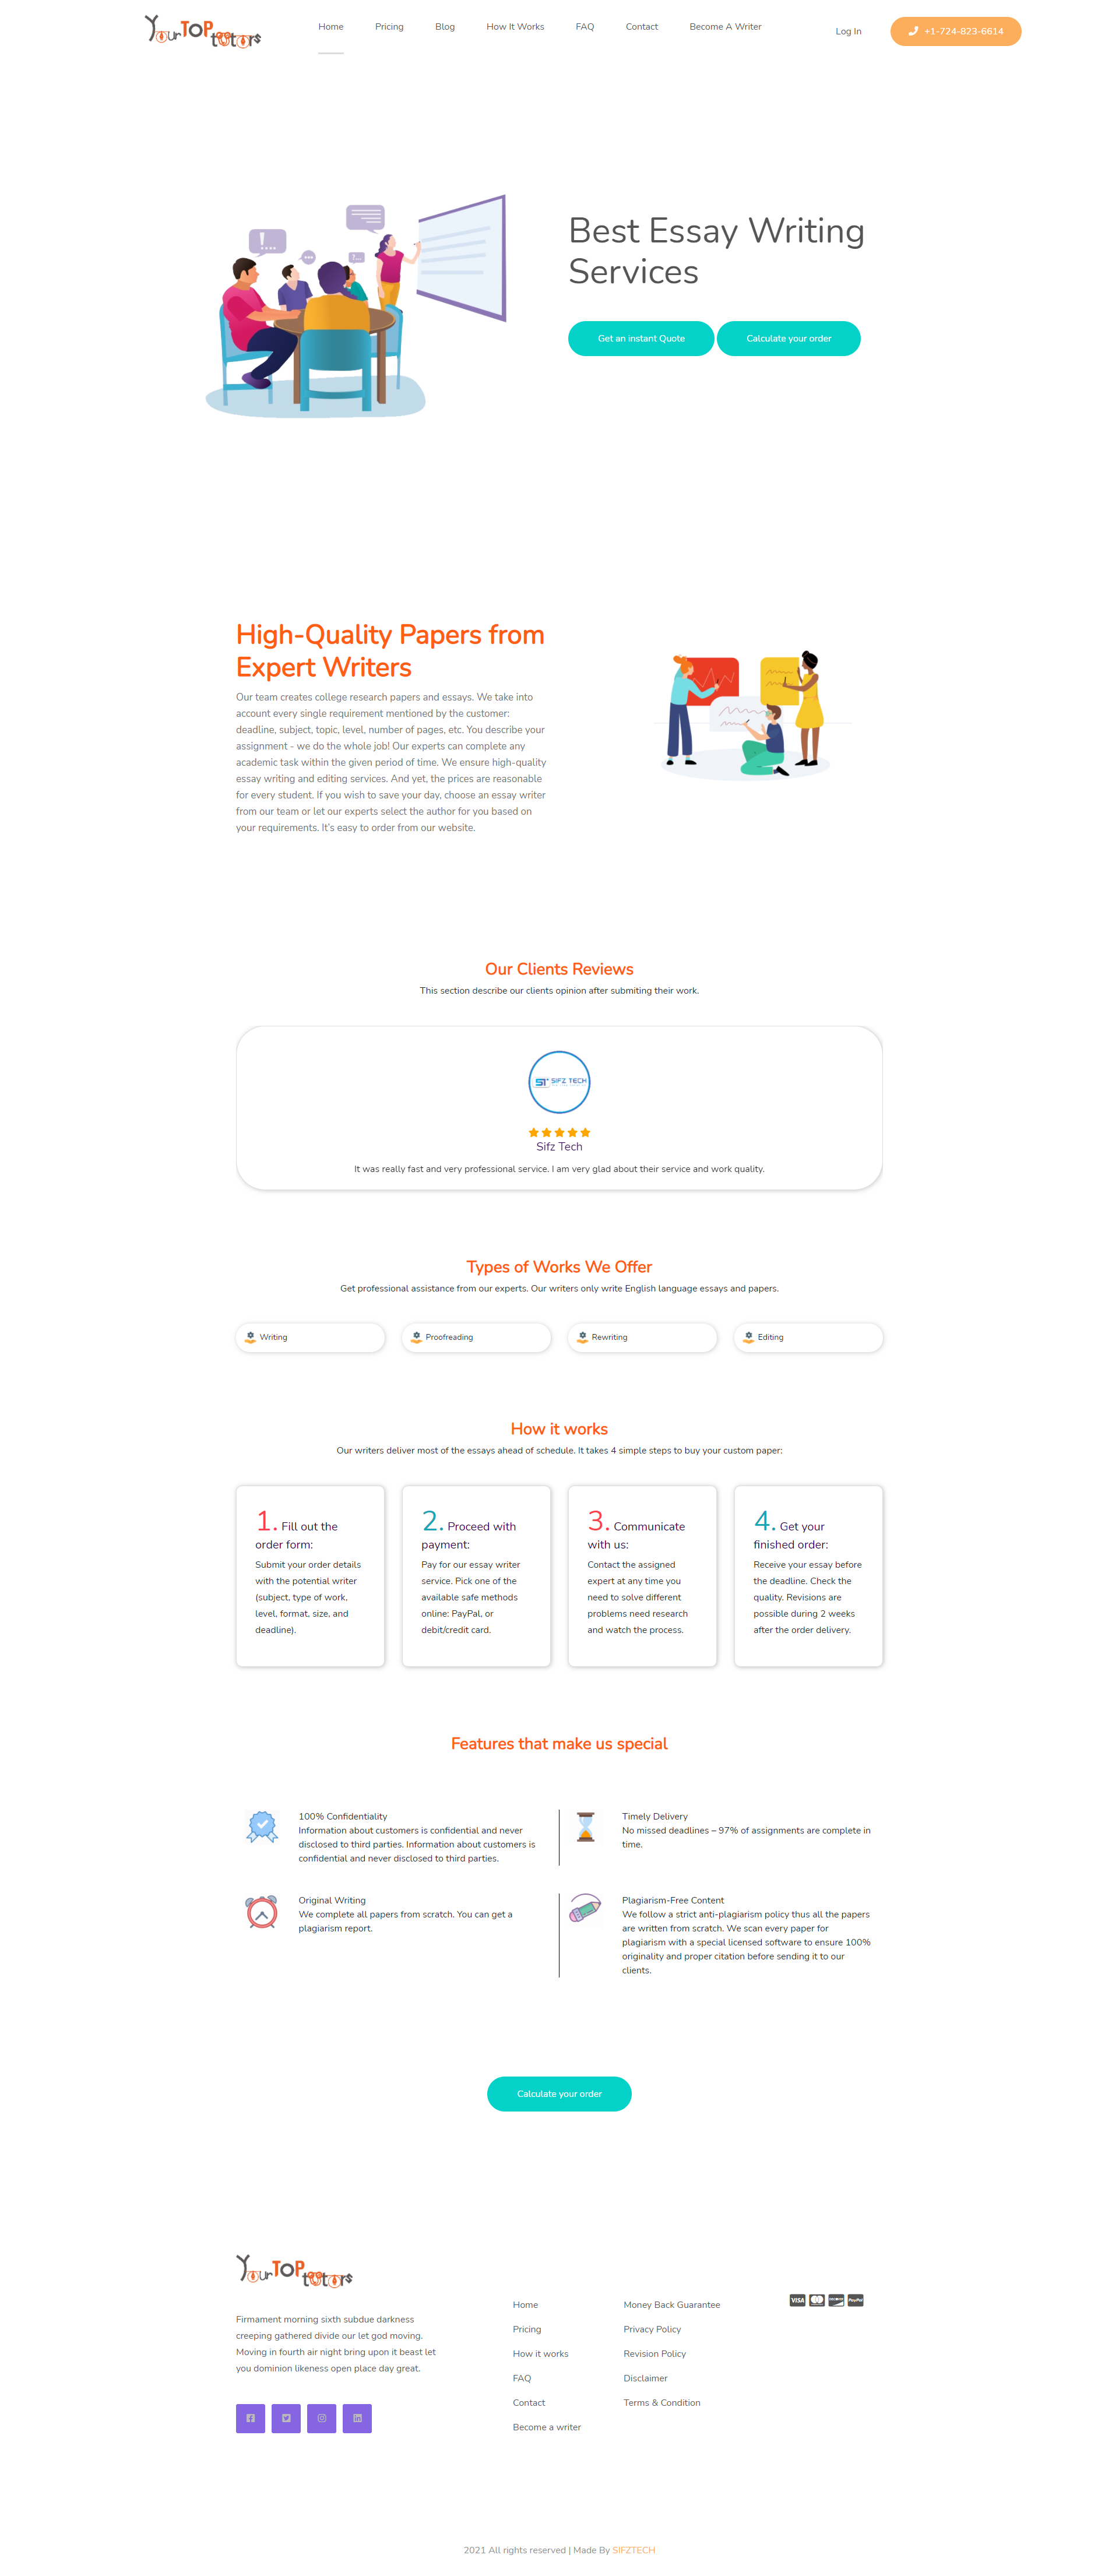 YourTopTutors
Home
Pricing
Blog
How It Works
FAQ
Contact
Become A Writer
Log In
+1-724-823-6614
Best Essay Writing
Services
Get an instant Quote
Calculate your order
High-Quality Papers from
Expert Writers
Our team creates college research papers and essays. We take into
account every single requirement mentioned by the customer:
deadline, subject, topic, level, number of pages, etc. You describe your
assignment - we do the whole job! Our experts can complete any
academic task within the given period of time. We ensure high-quality
essay writing and editing services. And yet, the prices are reasonable
for every student. If you wish to save your day, choose an essay writer
from our team or let our experts select the author for you based on
your requirements. It's easy to order from our website.
Our Clients Reviews
This section describe our clients opinion after submiting their work.
SIFZ TECH
Sifz Tech
It was really fast and very professional service. I am very glad about their service and work quality.
Types of Works We Offer
Get professional assistance from our experts. Our writers only write English language essays and papers.
Writing
Proofreading
Rewriting
Editing
How it works
Our writers deliver most of the essays ahead of schedule. It takes 4 simple steps to buy your custom paper:
1. Fill out the
order form:
Submit your order details
with the potential writer
(subject, type of work,
level, format, size, and
deadline).
2. Proceed with
payment:
Pay for our essay writer
service. Pick one of the
available safe methods
online: PayPal, or
debit/credit card.
3. Communicate
with us:
Contact the assigned
expert at any time you
need to solve different
problems need research
and watch the process.
4. Get your
finished order:
Receive your essay before
the deadline. Check the
quality. Revisions are
possible during 2 weeks
after the order delivery.
Features that make us special
100% Confidentiality
Information about customers is confidential and never
disclosed to third parties. Information about customers is
confidential and never disclosed to third parties.
Timely Delivery
No missed deadlines – 97% of assignments are complete in
time.
Original Writing
We complete all papers from scratch. You can get a
plagiarism report.
Plagiarism-Free Content
We follow a strict anti-plagiarism policy thus all the papers
are written from scratch. We scan every paper for
plagiarism with a special licensed software to ensure 100%
originality and proper citation before sending it to our
clients.
Calculate your order
YourTopTutors
Firmament morning sixth subdue darkness
creeping gathered divide our let god moving.
Moving in fourth air night bring upon it beast let
you dominion likeness open place day great.
Home
Pricing
How it works
FAQ
Contact
Become a writer
Money Back Guarantee
Privacy Policy
Revision Policy
Disclaimer
Terms & Condition
VISA
PayPal
2021 All rights reserved | Made By SIFZTECH